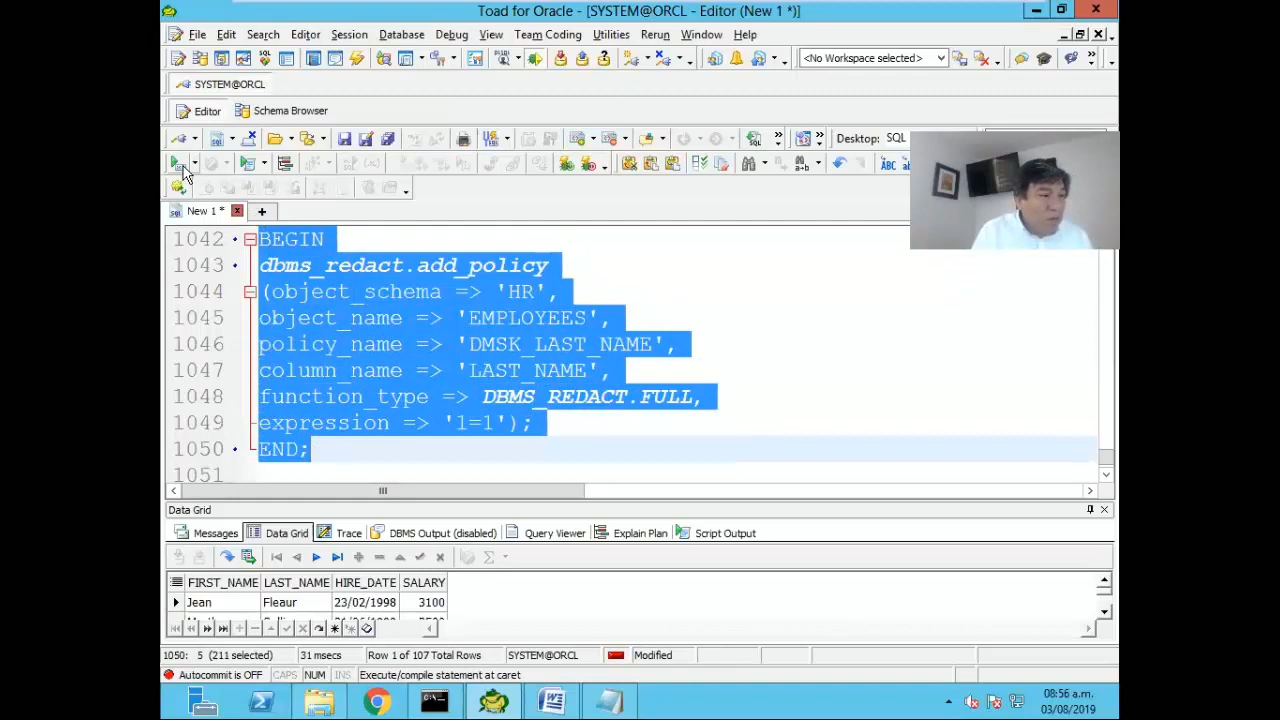 Toad for Oracle - [SYSTEM@ORCL - Editor (New 1 *)]
File Edit Search Editor Session Database Debug View Team Coding Utilities Rerun Window Help
<No Workspace selected>
SYSTEM@ORCL
Editor Schema Browser
Desktop: SQL
ABC
New 1 *
1042 BEGIN
1043 dbms_redact.add_policy
1044 (object_schema => 'HR',
1045 object_name => 'EMPLOYEES',
1046 policy_name => 'DMSK_LAST_NAME',
1047 column_name => 'LAST_NAME',
1048 function_type => DBMS_REDACT.FULL,
1049 expression => '1=1');
1050 END;
1051
Data Grid
Messages Data Grid Trace DBMS Output (disabled) Query Viewer Explain Plan Script Output
FIRST_NAME LAST_NAME HIRE_DATE SALARY
Jean Fleaur 23/02/1998 3100
1050: 5 (211 selected) 31 msecs Row 1 of 107 Total Rows SYSTEM@ORCL Modified
Autocommit is OFF CAPS NUM INS Execute/compile statement at caret
08:56 a.m.
03/08/2019